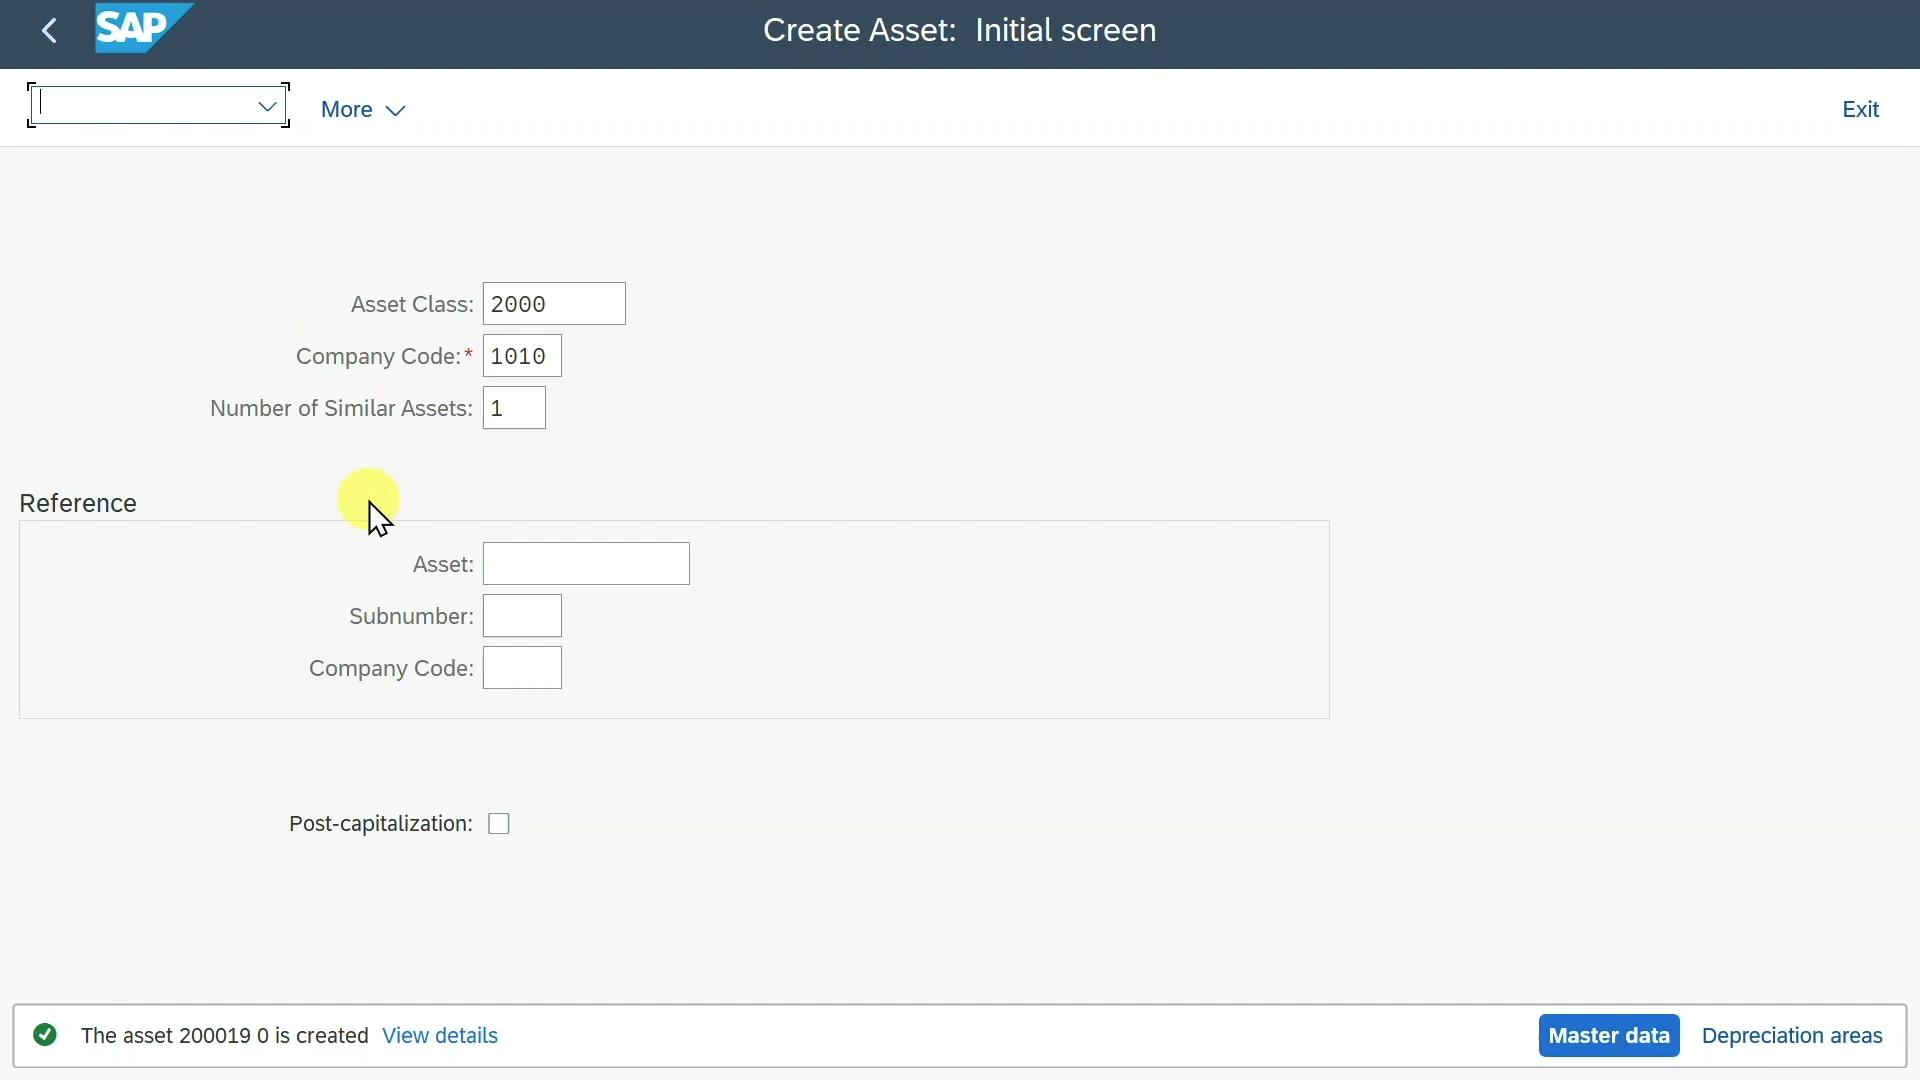 SAP
Create Asset: Initial screen
More
Exit
Asset Class: 2000
Company Code:* 1010
Number of Similar Assets: 1
Reference
Asset:
Subnumber:
Company Code:
Post-capitalization:
The asset 200019 0 is created View details
Master data Depreciation areas